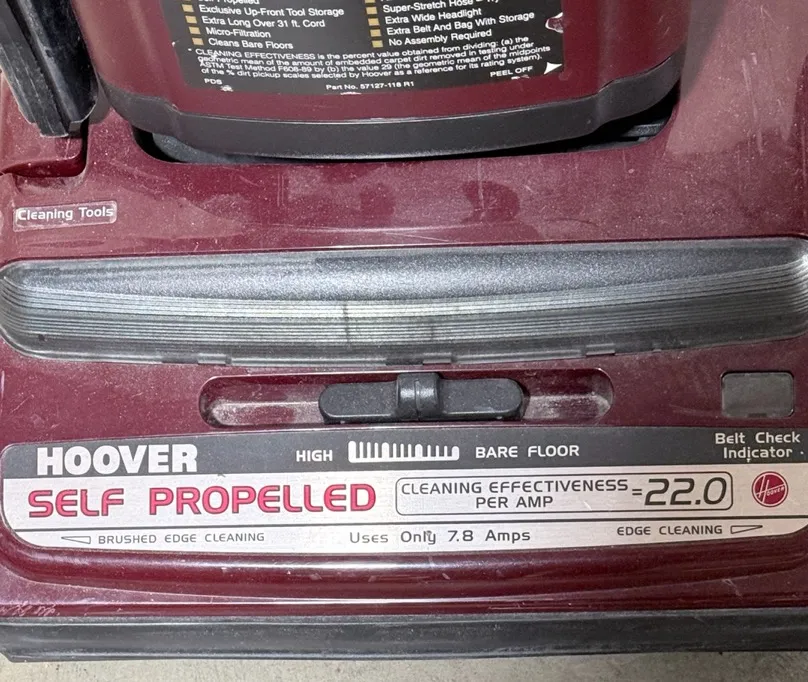 Exclusive Up-Front Tool Storage
Extra Long Over 31 ft. Cord
Micro-Filtration
Cleans Bare Floors
Super-Stretch Hose
Extra Wide Headlight
Extra Belt And Bag With Storage
No Assembly Required
* CLEANING EFFECTIVENESS is the percent value obtained from dividing: (a) the
geometric mean of the amount of embedded carpet dirt removed in testing under
ASTM Test Method F608-89 by (b) the value 29 (the geometric mean of the midpoints
of the % dirt pickup scales selected by Hoover as a reference for its rating system).
PDS
Part No. 57127-118 R1
PEEL OFF
Cleaning Tools
Belt Check
Indicator
HOOVER
HIGH
BARE FLOOR
SELF PROPELLED
CLEANING EFFECTIVENESS
PER AMP
=22.0
HOOVER
BRUSHED EDGE CLEANING
Uses Only 7.8 Amps
EDGE CLEANING